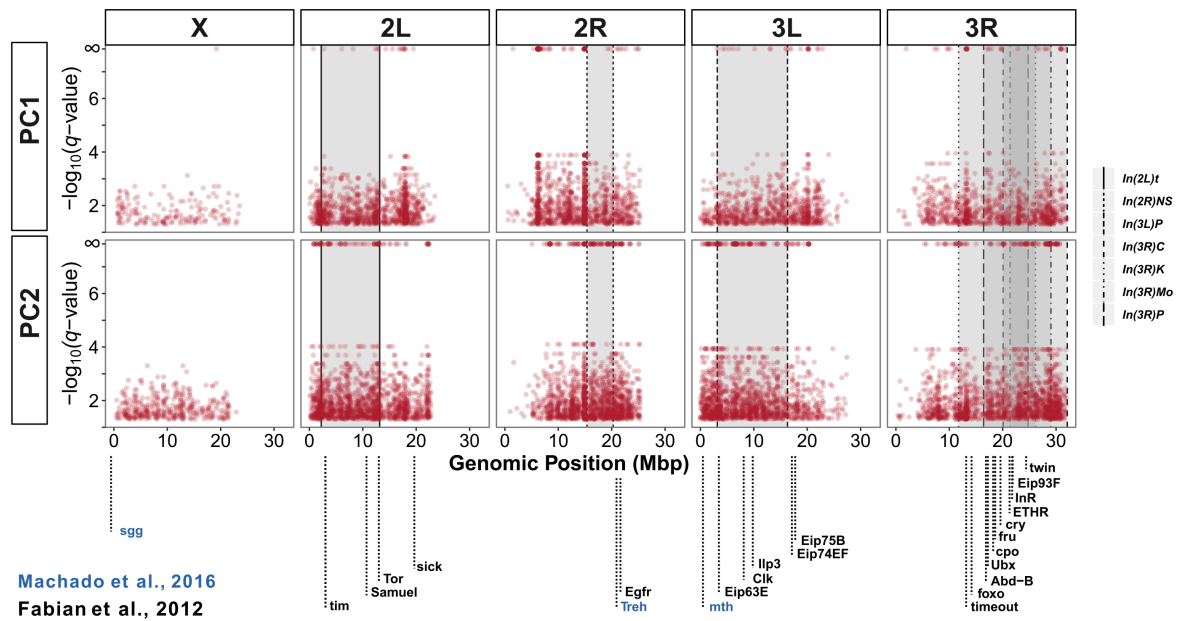 X 2L 2R 3L 3R
PC1
−log10(q−value)
∞
6
4
2
PC2
−log10(q−value)
∞
6
4
2
0 10 20 30 0 10 20 30 0 10 20 30 0 10 20 30 0 10 20 30
Genomic Position (Mbp)
In(2L)t
In(2R)NS
In(3L)P
In(3R)C
In(3R)K
In(3R)Mo
In(3R)P
sgg
tim
Samuel
Tor
sick
Treh
Egfr
mth
Eip63E
Clk
Ilp3
Eip74EF
Eip75B
twin
Eip93F
InR
ETHR
cry
fru
cpo
Ubx
Abd−B
foxo
timeout
Machado et al., 2016
Fabian et al., 2012